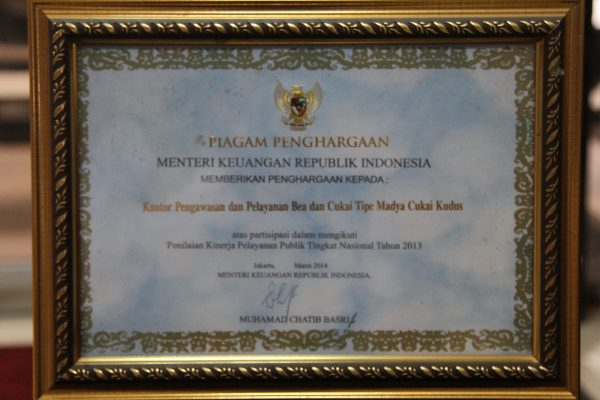 PIAGAM PENGHARGAAN
MENTERI KEUANGAN REPUBLIK INDONESIA
MEMBERIKAN PENGHARGAAN KEPADA :
Kantor Pengawasan dan Pelayanan Bea dan Cukai Tipe Madya Cukai Kudus
atas partisipasi dalam mengikuti
Penilaian Kinerja Pelayanan Publik Tingkat Nasional Tahun 2013
Jakarta, Maret 2014
MENTERI KEUANGAN REPUBLIK INDONESIA,
MUHAMAD CHATIB BASRI